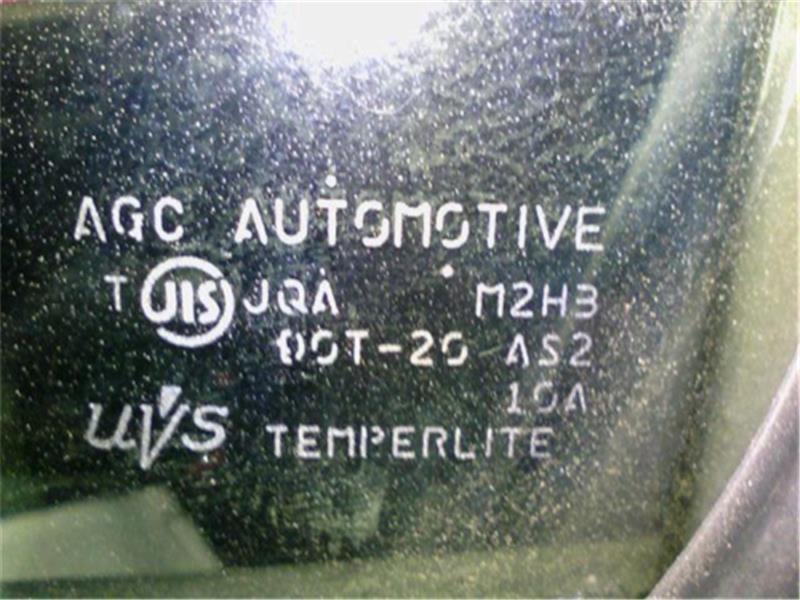 AGC AUTOMOTIVE
T JIS JQA M2H3
DOT-20 AS2
10A
UVS TEMPERLITE